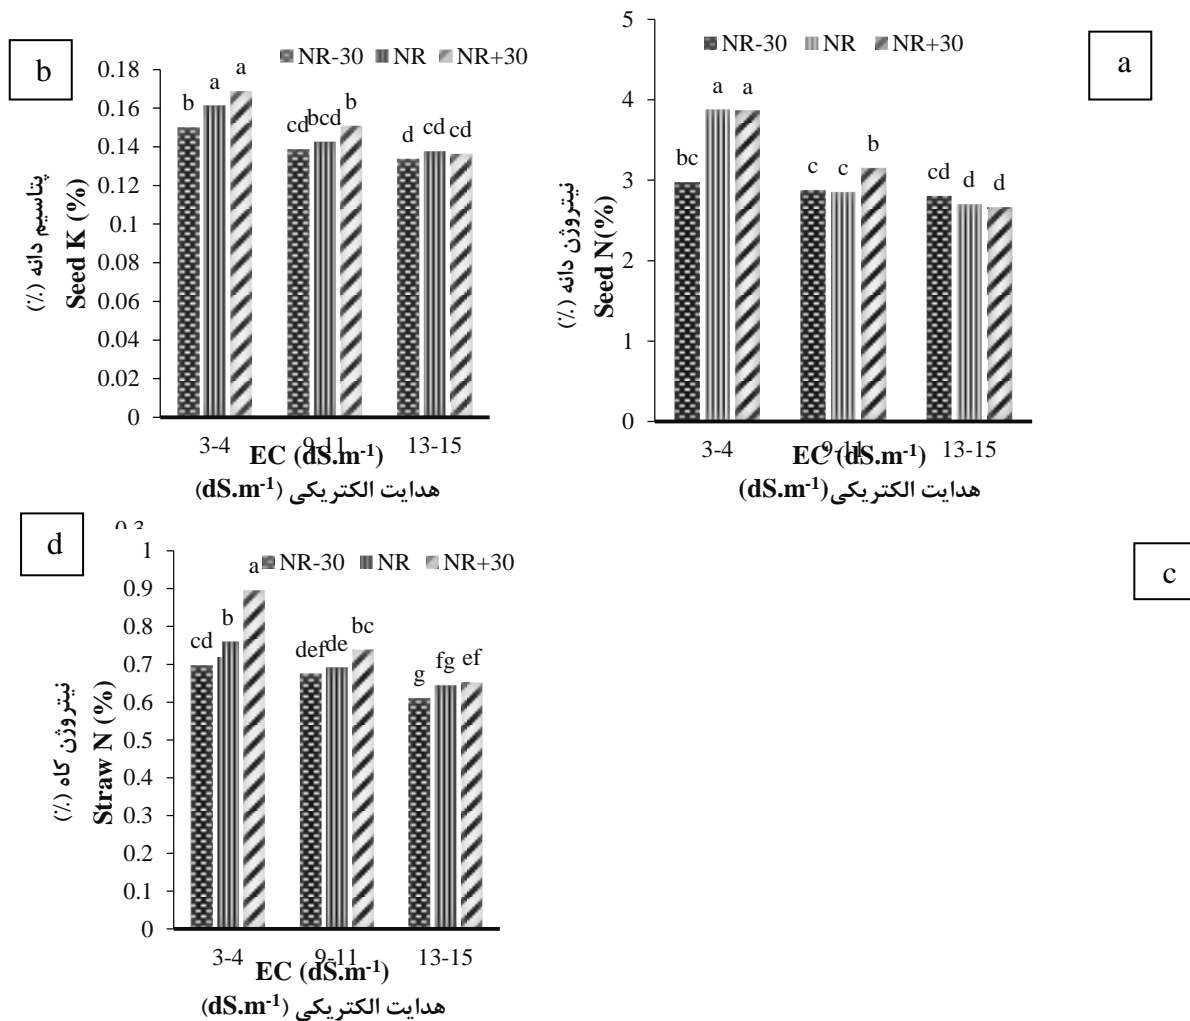 b
NR-30 NR NR+30
0.18
0.16
0.14
0.12
0.1
0.08
0.06
0.04
0.02
0
پتاسیم دانه (٪)
Seed K (%)
b a a
cd bcd b
d cd cd
3-4 9-11 13-15
EC (dS.m-1)
هدایت الکتریکی (dS.m-1)
a
NR-30 NR NR+30
5
4
3
2
1
0
نیتروژن دانه (٪)
Seed N(%)
bc a a
c c b
cd d d
3-4 9-11 13-15
EC (dS.m-1)
هدایت الکتریکی(dS.m-1)
d
0.3
NR-30 NR NR+30
1
0.9
0.8
0.7
0.6
0.5
0.4
0.3
0.2
0.1
0
نیتروژن کاه (٪)
Straw N (%)
cd b a
def de bc
g fg ef
3-4 9-11 13-15
EC (dS.m-1)
هدایت الکتریکی (dS.m-1)
c